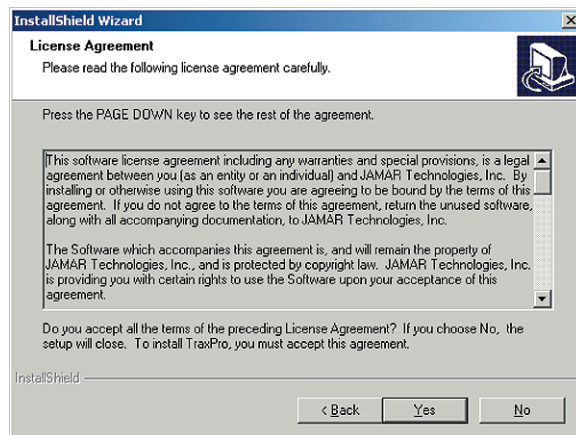 InstallShield Wizard
License Agreement
Please read the following license agreement carefully.
Press the PAGE DOWN key to see the rest of the agreement.
This software license agreement including any warranties and special provisions, is a legal
agreement between you (as an entity or an individual) and JAMAR Technologies, Inc. By
installing or otherwise using this software you are agreeing to be bound by the terms of this
agreement. If you do not agree to the terms of this agreement, return the unused software,
along with all accompanying documentation, to JAMAR Technologies, Inc.
The Software which accompanies this agreement is, and will remain the property of
JAMAR Technologies, Inc., and is protected by copyright law. JAMAR Technologies, Inc.
is providing you with certain rights to use the Software upon your acceptance of this
agreement.
Do you accept all the terms of the preceding License Agreement? If you choose No, the
setup will close. To install TraxPro, you must accept this agreement.
InstallShield
< Back Yes No